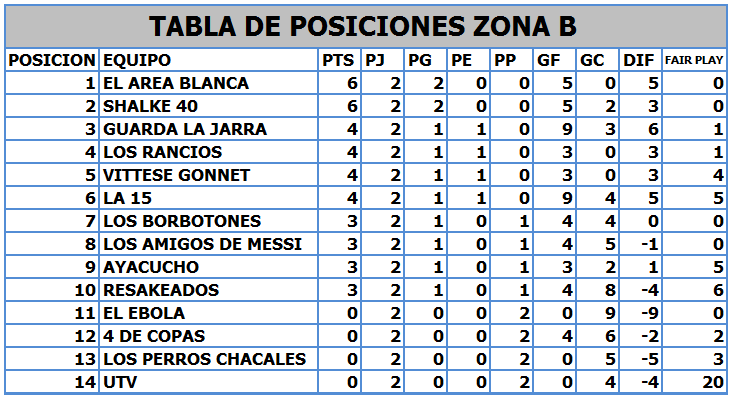 TABLA DE POSICIONES ZONA B
POSICION EQUIPO PTS PJ PG PE PP GF GC DIF FAIR PLAY
1 EL AREA BLANCA 6 2 2 0 0 5 0 5 0
2 SHALKE 40 6 2 2 0 0 5 2 3 0
3 GUARDA LA JARRA 4 2 1 1 0 9 3 6 1
4 LOS RANCIOS 4 2 1 1 0 3 0 3 1
5 VITTESE GONNET 4 2 1 1 0 3 0 3 4
6 LA 15 4 2 1 1 0 9 4 5 5
7 LOS BORBOTONES 3 2 1 0 1 4 4 0 0
8 LOS AMIGOS DE MESSI 3 2 1 0 1 4 5 -1 0
9 AYACUCHO 3 2 1 0 1 3 2 1 5
10 RESAKEADOS 3 2 1 0 1 4 8 -4 6
11 EL EBOLA 0 2 0 0 2 0 9 -9 0
12 4 DE COPAS 0 2 0 0 2 4 6 -2 2
13 LOS PERROS CHACALES 0 2 0 0 2 0 5 -5 3
14 UTV 0 2 0 0 2 0 4 -4 20